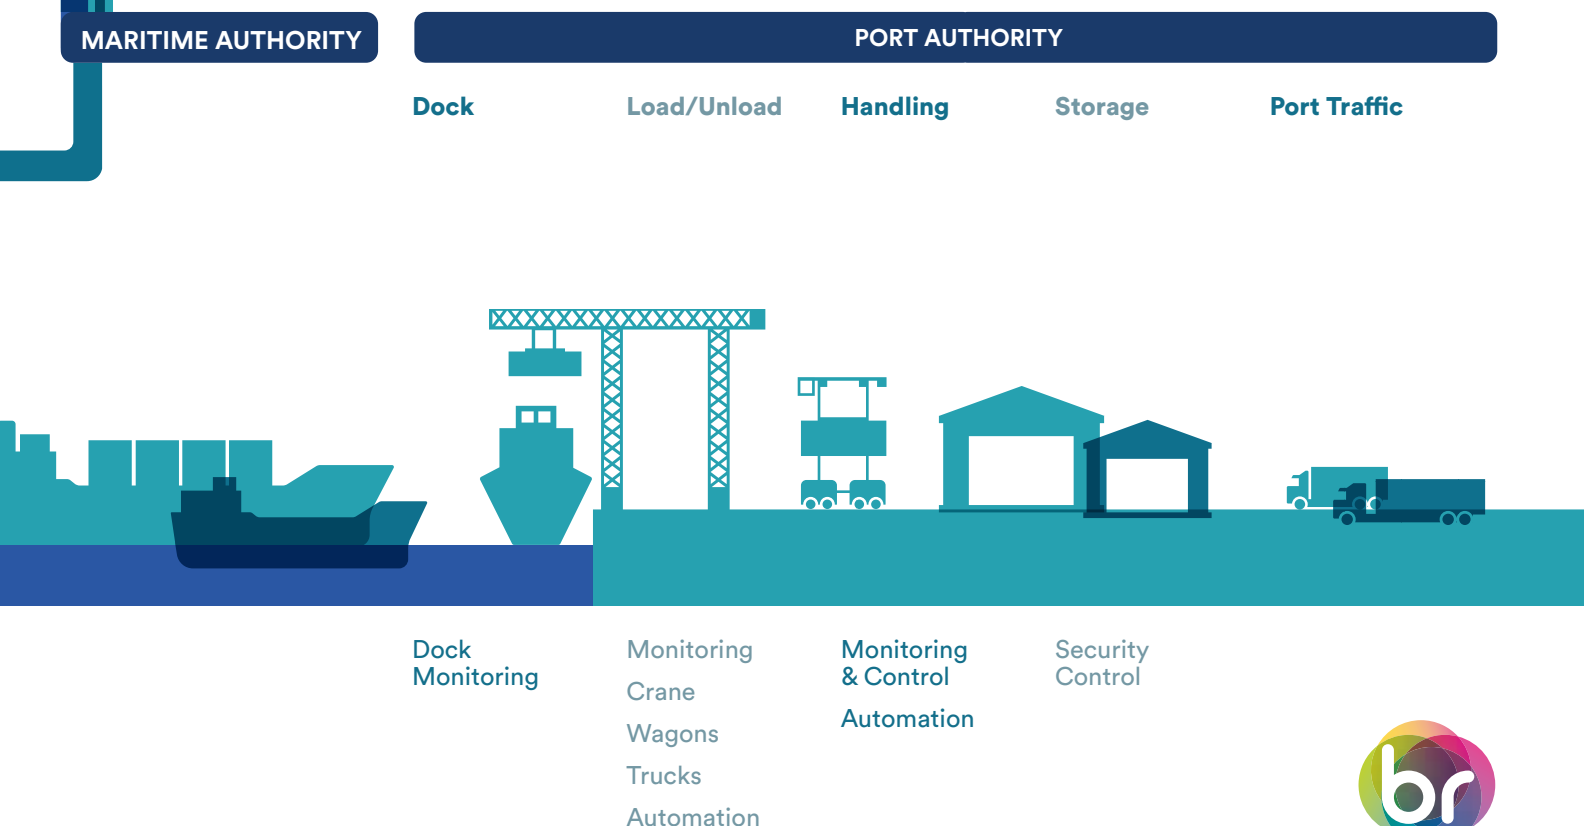 MARITIME AUTHORITY
PORT AUTHORITY
Dock
Load/Unload
Handling
Storage
Port Traffic
Dock
Monitoring
Monitoring
Crane
Wagons
Trucks
Automation
Monitoring
& Control
Automation
Security
Control
br